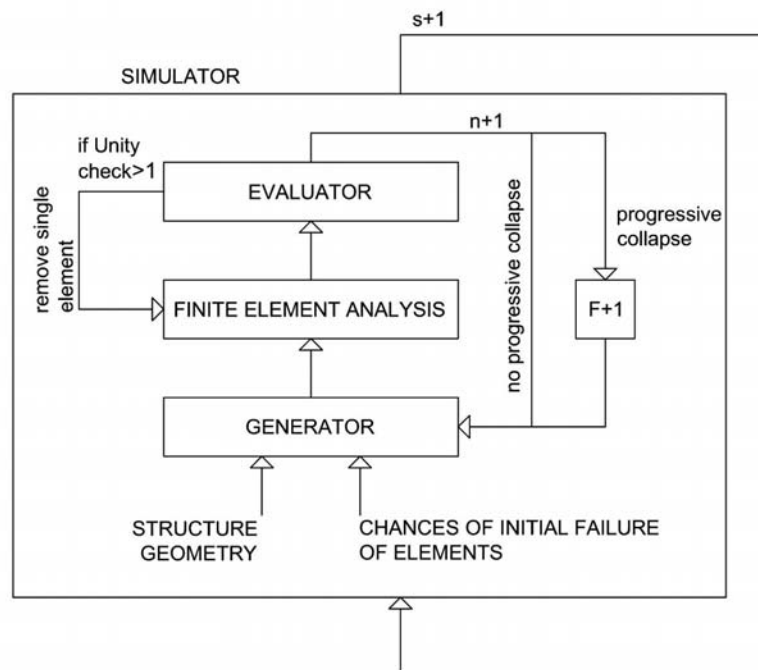 s+1
SIMULATOR
n+1
if Unity
check>1
EVALUATOR
remove single
element
progressive
collapse
no progressive collapse
FINITE ELEMENT ANALYSIS
F+1
GENERATOR
STRUCTURE
GEOMETRY
CHANCES OF INITIAL FAILURE
OF ELEMENTS